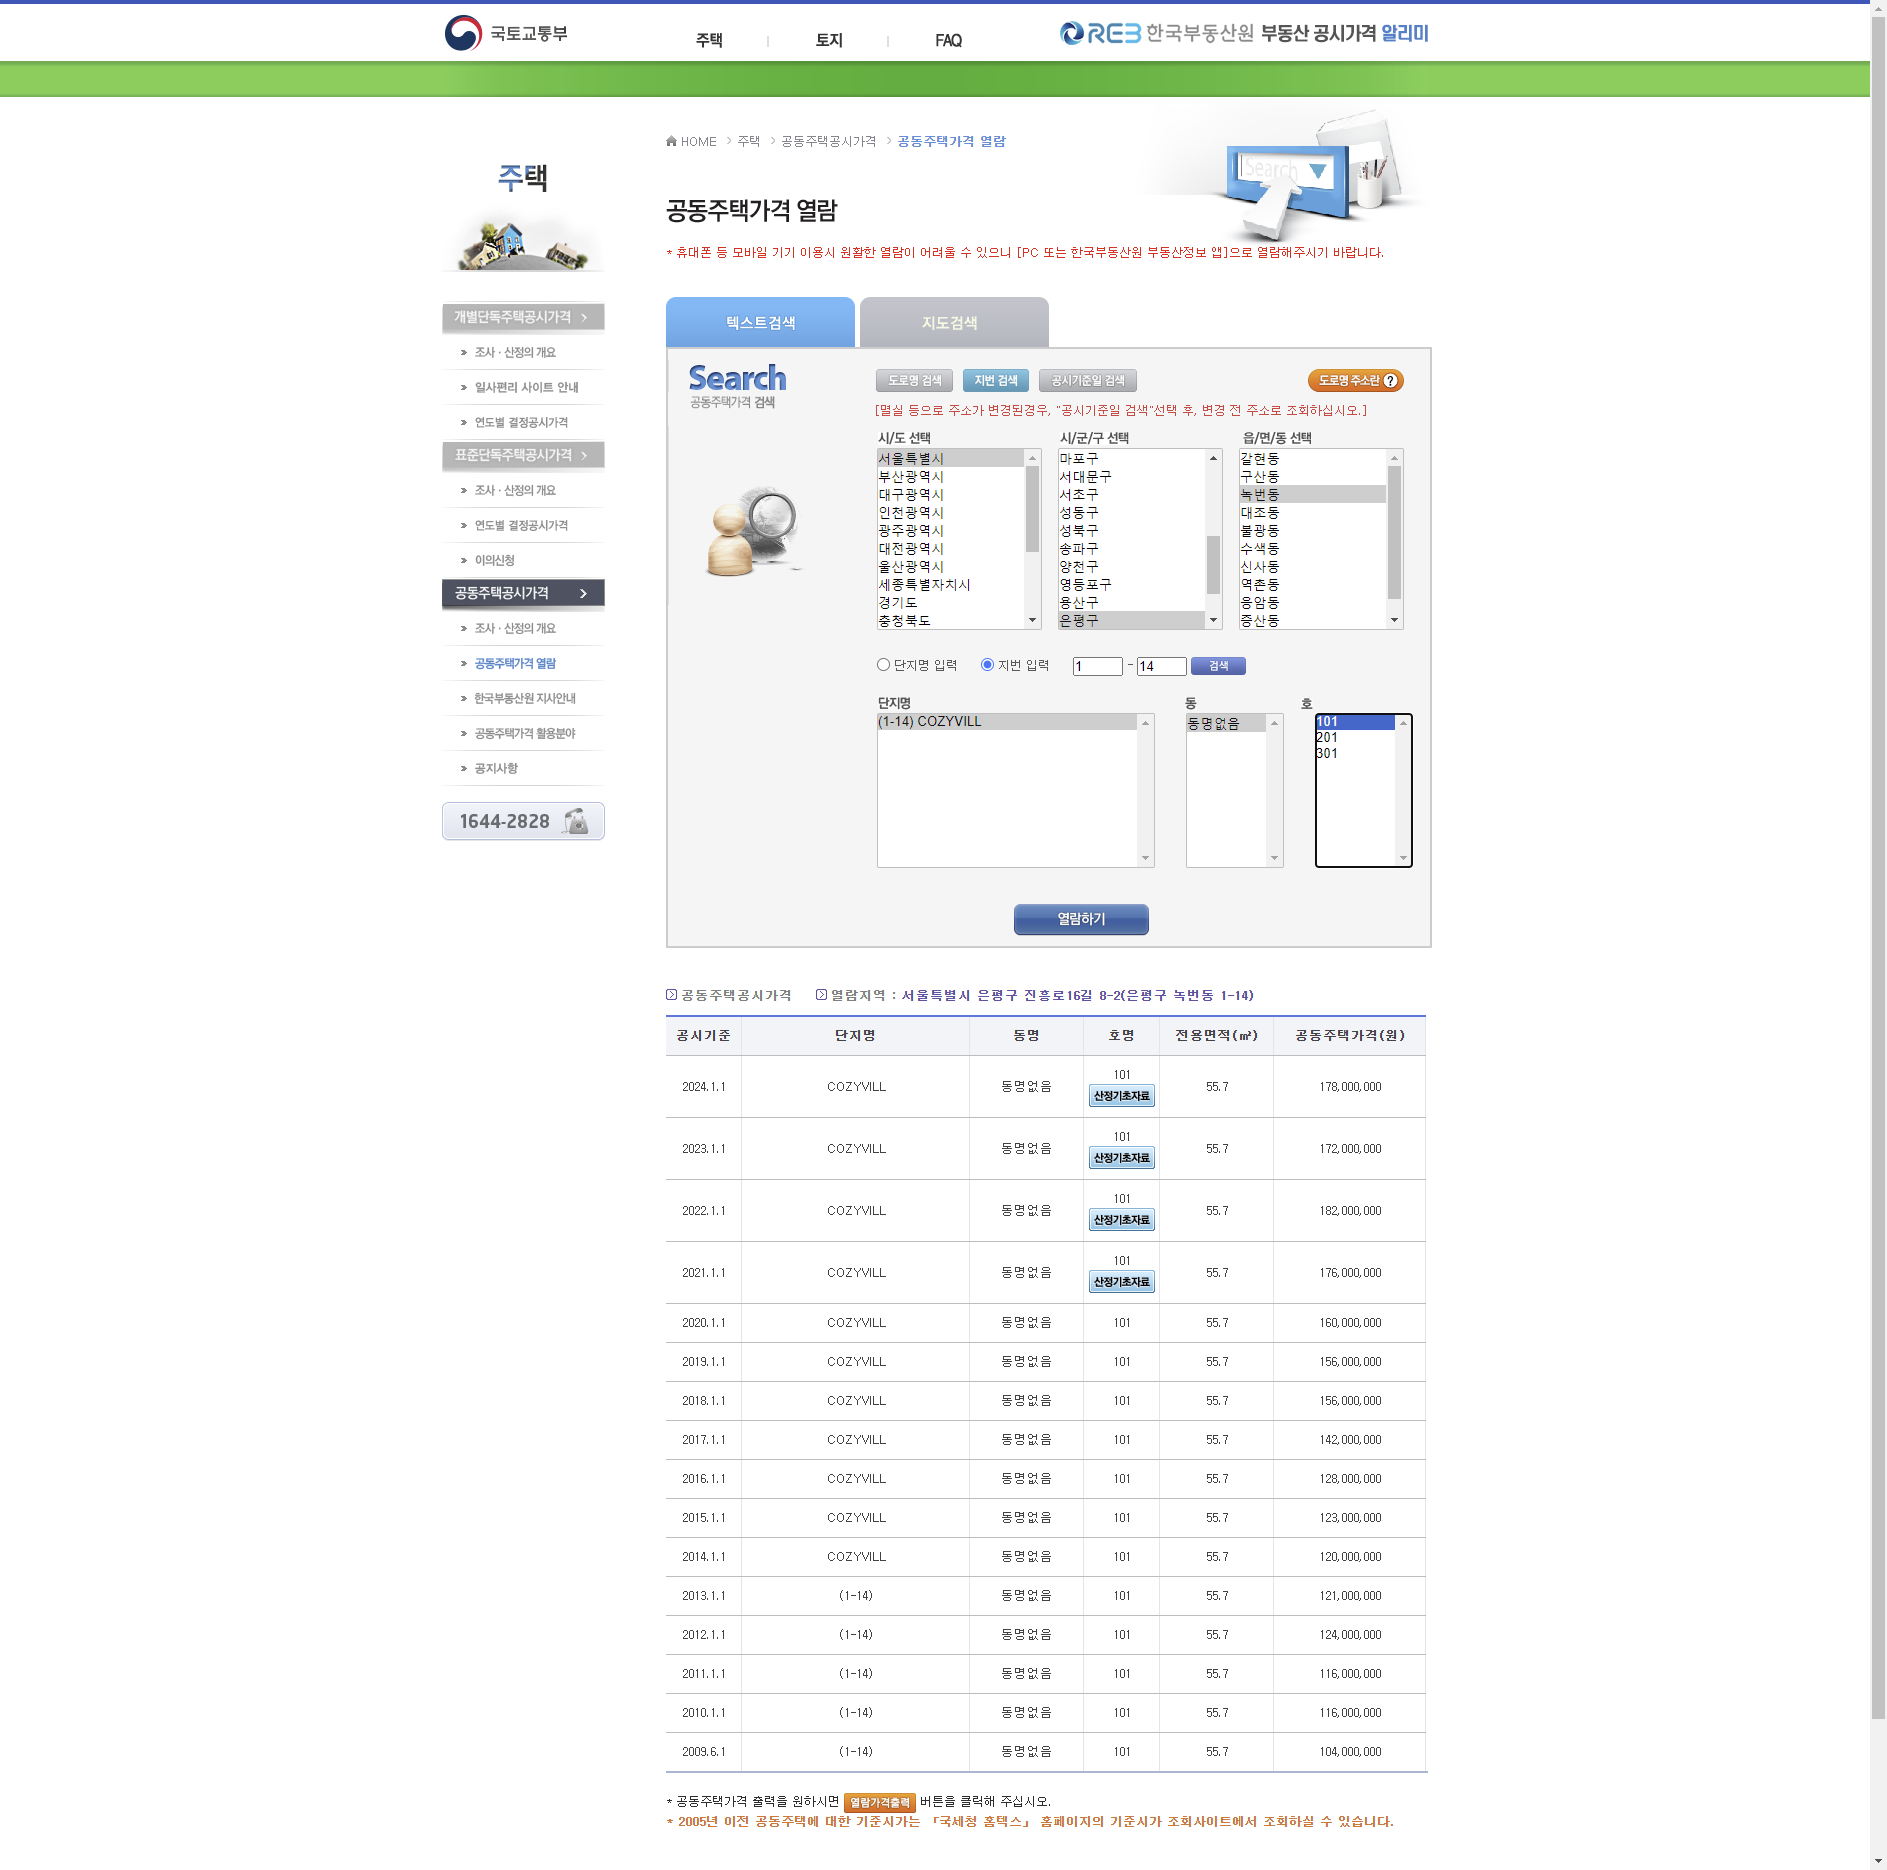 국토교통부
주택
토지
FAQ
REB 한국부동산원 부동산 공시가격 알리미
HOME > 주택 > 공동주택공시가격 > 공동주택가격 열람
주택
Search
공동주택가격 열람
* 휴대폰 등 모바일 기기 이용시 원활한 열람이 어려울 수 있으니 [PC 또는 한국부동산원 부동산정보 앱]으로 열람해주시기 바랍니다.
개별단독주택공시가격
조사 · 산정의 개요
일사편리 사이트 안내
연도별 결정공시가격
표준단독주택공시가격
조사 · 산정의 개요
연도별 결정공시가격
이의신청
공동주택공시가격
조사 · 산정의 개요
공동주택가격 열람
한국부동산원 지사안내
공동주택가격 활용분야
공지사항
1644-2828
텍스트검색
지도검색
Search
공동주택가격 검색
도로명 검색
지번 검색
공시기준일 검색
도로명 주소란 ?
[멸실 등으로 주소가 변경된경우, "공시기준일 검색"선택 후, 변경 전 주소로 조회하십시오.]
시/도 선택
서울특별시
부산광역시
대구광역시
인천광역시
광주광역시
대전광역시
울산광역시
세종특별자치시
경기도
충청북도
시/군/구 선택
마포구
서대문구
서초구
성동구
성북구
송파구
양천구
영등포구
용산구
은평구
읍/면/동 선택
갈현동
구산동
녹번동
대조동
불광동
수색동
신사동
역촌동
응암동
증산동
단지명 입력
지번 입력
1 - 14
검색
단지명
(1-14) COZYVILL
동
동명없음
호
101
201
301
열람하기
공동주택공시가격
열람지역 : 서울특별시 은평구 진흥로16길 8-2(은평구 녹번동 1-14)
공시기준 단지명 동명 호명 전용면적(㎡) 공동주택가격(원)
2024.1.1 COZYVILL 동명없음 101 산정기초자료 55.7 178,000,000
2023.1.1 COZYVILL 동명없음 101 산정기초자료 55.7 172,000,000
2022.1.1 COZYVILL 동명없음 101 산정기초자료 55.7 182,000,000
2021.1.1 COZYVILL 동명없음 101 산정기초자료 55.7 176,000,000
2020.1.1 COZYVILL 동명없음 101 55.7 160,000,000
2019.1.1 COZYVILL 동명없음 101 55.7 156,000,000
2018.1.1 COZYVILL 동명없음 101 55.7 156,000,000
2017.1.1 COZYVILL 동명없음 101 55.7 142,000,000
2016.1.1 COZYVILL 동명없음 101 55.7 128,000,000
2015.1.1 COZYVILL 동명없음 101 55.7 123,000,000
2014.1.1 COZYVILL 동명없음 101 55.7 120,000,000
2013.1.1 (1-14) 동명없음 101 55.7 121,000,000
2012.1.1 (1-14) 동명없음 101 55.7 124,000,000
2011.1.1 (1-14) 동명없음 101 55.7 116,000,000
2010.1.1 (1-14) 동명없음 101 55.7 116,000,000
2009.6.1 (1-14) 동명없음 101 55.7 104,000,000
* 공동주택가격 출력을 원하시면 열람가격출력 버튼을 클릭해 주십시오.
* 2005년 이전 공동주택에 대한 기준시가는 「국세청 홈텍스」 홈페이지의 기준시가 조회사이트에서 조회하실 수 있습니다.